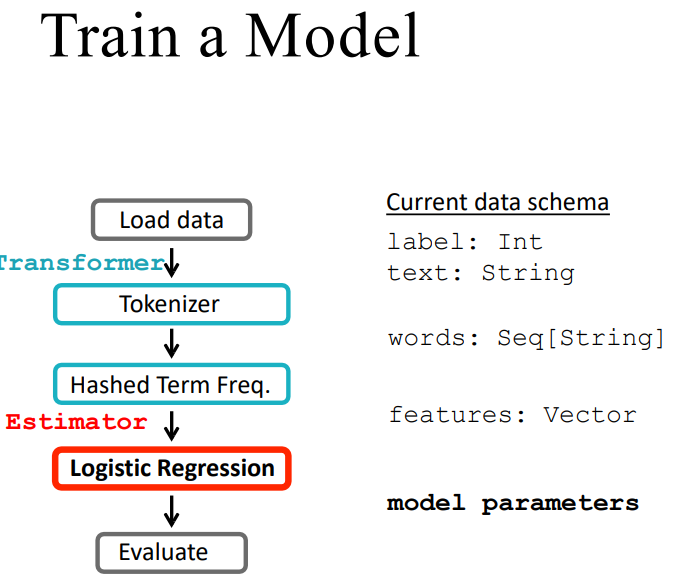 Train a Model
Load data
Transformer
Tokenizer
Hashed Term Freq.
Estimator
Logistic Regression
Evaluate
Current data schema
label: Int
text: String
words: Seq[String]
features: Vector
model parameters